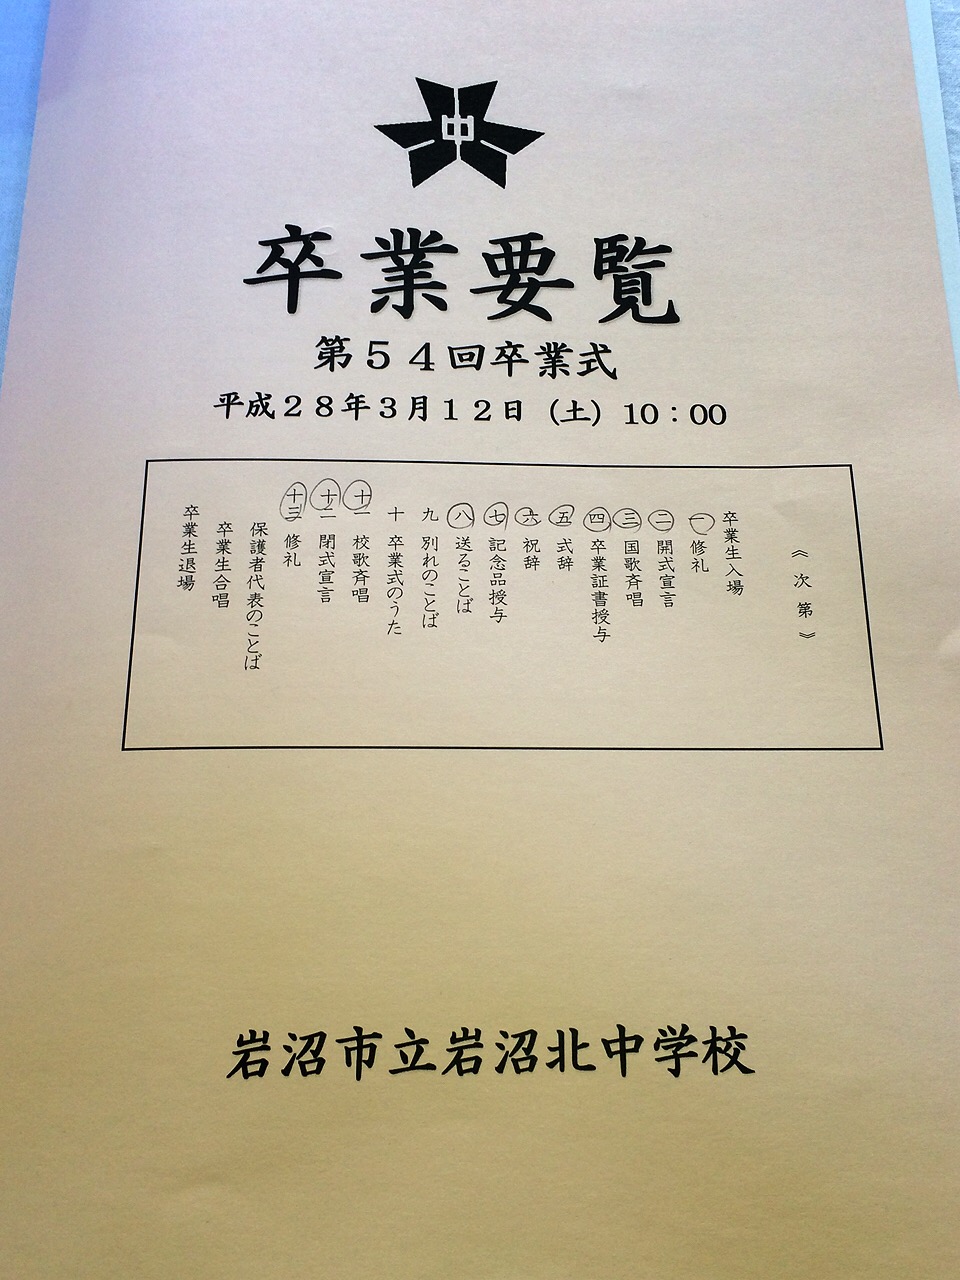 中
卒業要覧
第５４回卒業式
平成２８年３月１２日（土）10：00
《次第》
卒業生入場
一 修礼
二 開式宣言
三 国歌斉唱
四 卒業証書授与
五 式辞
六 祝辞
七 記念品授与
八 送ることば
九 別れのことば
十 卒業式のうた
十一 校歌斉唱
十二 閉式宣言
十三 修礼
保護者代表のことば
卒業生合唱
卒業生退場
岩沼市立岩沼北中学校